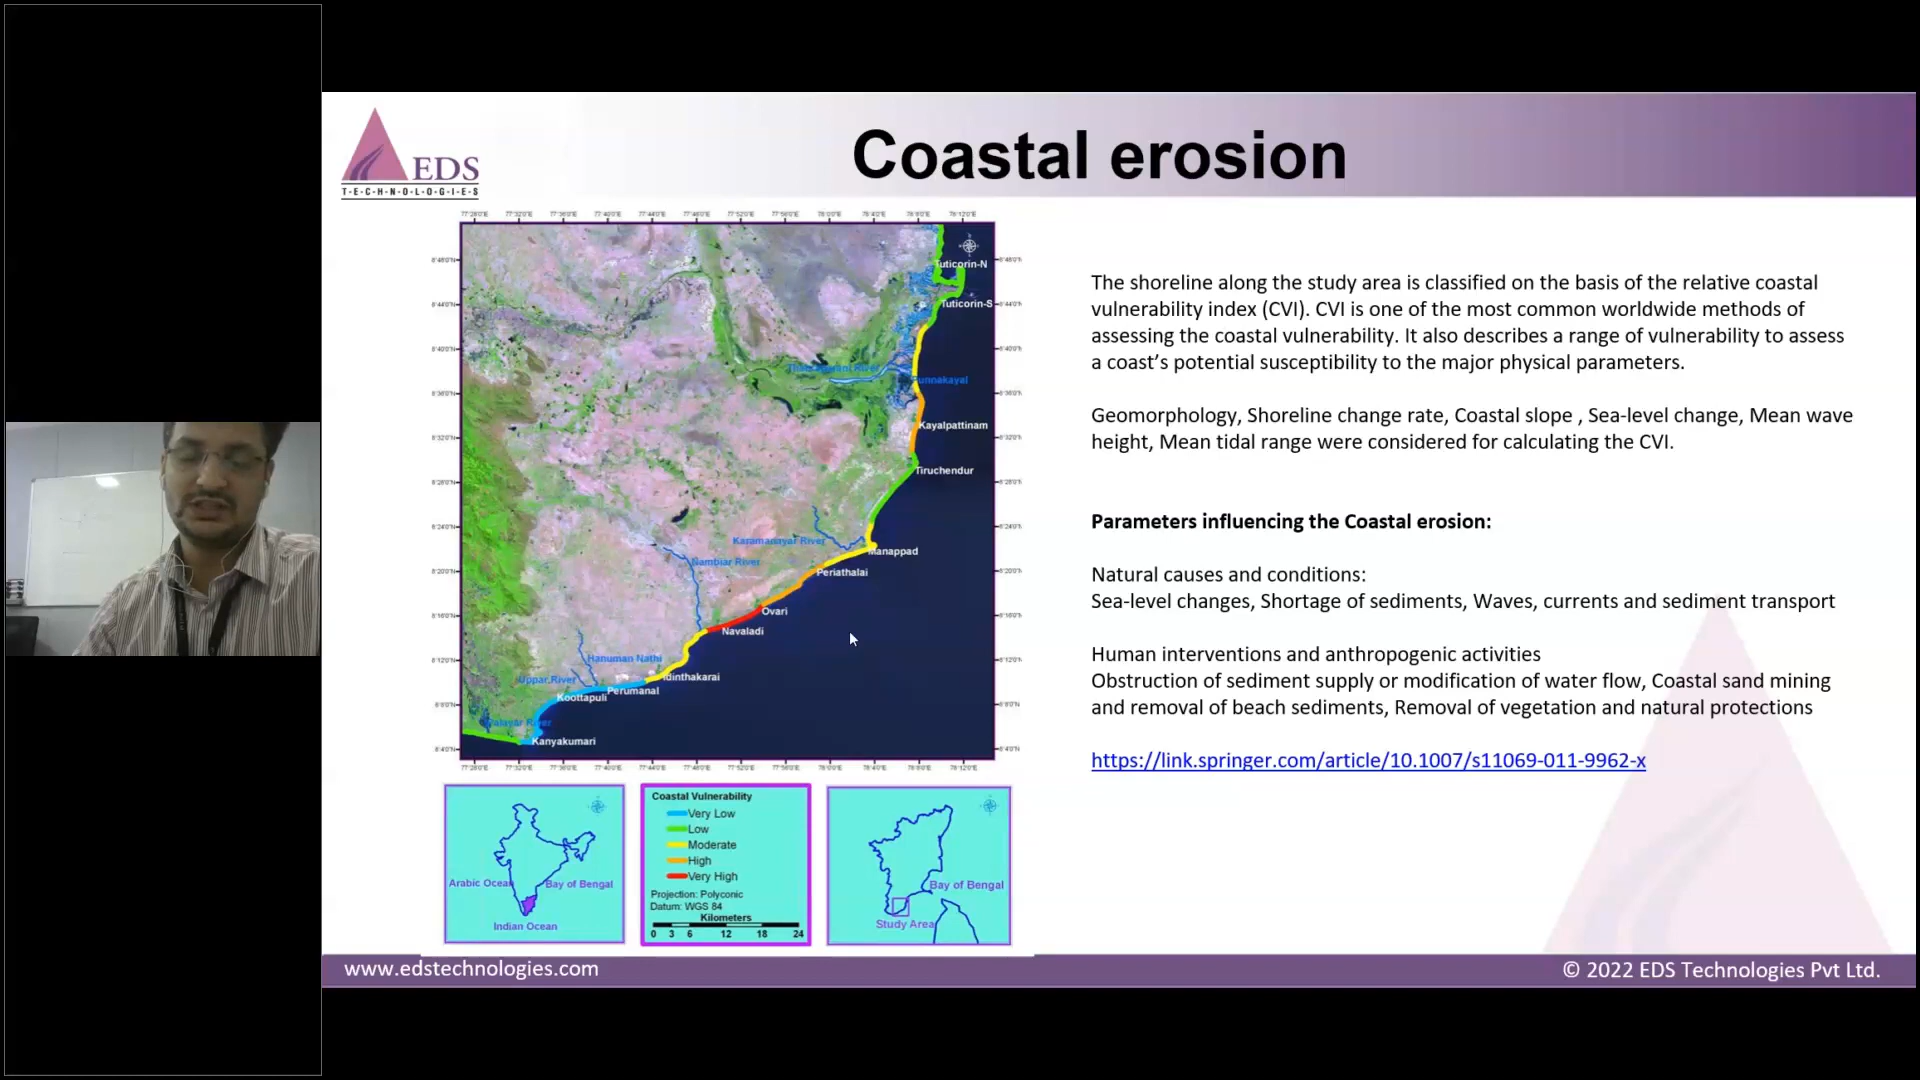 EDS
T·E·C·H·N·O·L·O·G·I·E·S
Coastal erosion
Tuticorin-N
Tuticorin-S
Punnakayal
Kayalpattinam
Tiruchendur
Karamanayar River
Manappad
Nambiar River
Periathalai
Ovari
Navaladi
Hanuman Nathi
Idinthakarai
Uppar River
Perumanal
Koottapuli
Kanyakumari
Arabic Ocean
Bay of Bengal
Indian Ocean
Coastal Vulnerability
Very Low
Low
Moderate
High
Very High
Projection: Polyconic
Datum: WGS 84
Kilometers
0 3 6 12 18 24
Bay of Bengal
Study Area
The shoreline along the study area is classified on the basis of the relative coastal
vulnerability index (CVI). CVI is one of the most common worldwide methods of
assessing the coastal vulnerability. It also describes a range of vulnerability to assess
a coast’s potential susceptibility to the major physical parameters.
Geomorphology, Shoreline change rate, Coastal slope , Sea-level change, Mean wave
height, Mean tidal range were considered for calculating the CVI.
Parameters influencing the Coastal erosion:
Natural causes and conditions:
Sea-level changes, Shortage of sediments, Waves, currents and sediment transport
Human interventions and anthropogenic activities
Obstruction of sediment supply or modification of water flow, Coastal sand mining
and removal of beach sediments, Removal of vegetation and natural protections
https://link.springer.com/article/10.1007/s11069-011-9962-x
www.edstechnologies.com
© 2022 EDS Technologies Pvt Ltd.